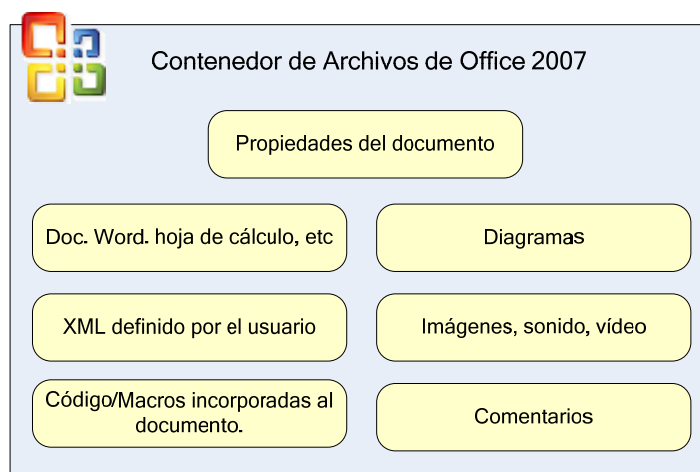 Contenedor de Archivos de Office 2007
Propiedades del documento
Doc. Word. hoja de cálculo, etc
Diagramas
XML definido por el usuario
Imágenes, sonido, vídeo
Código/Macros incorporadas al
documento.
Comentarios